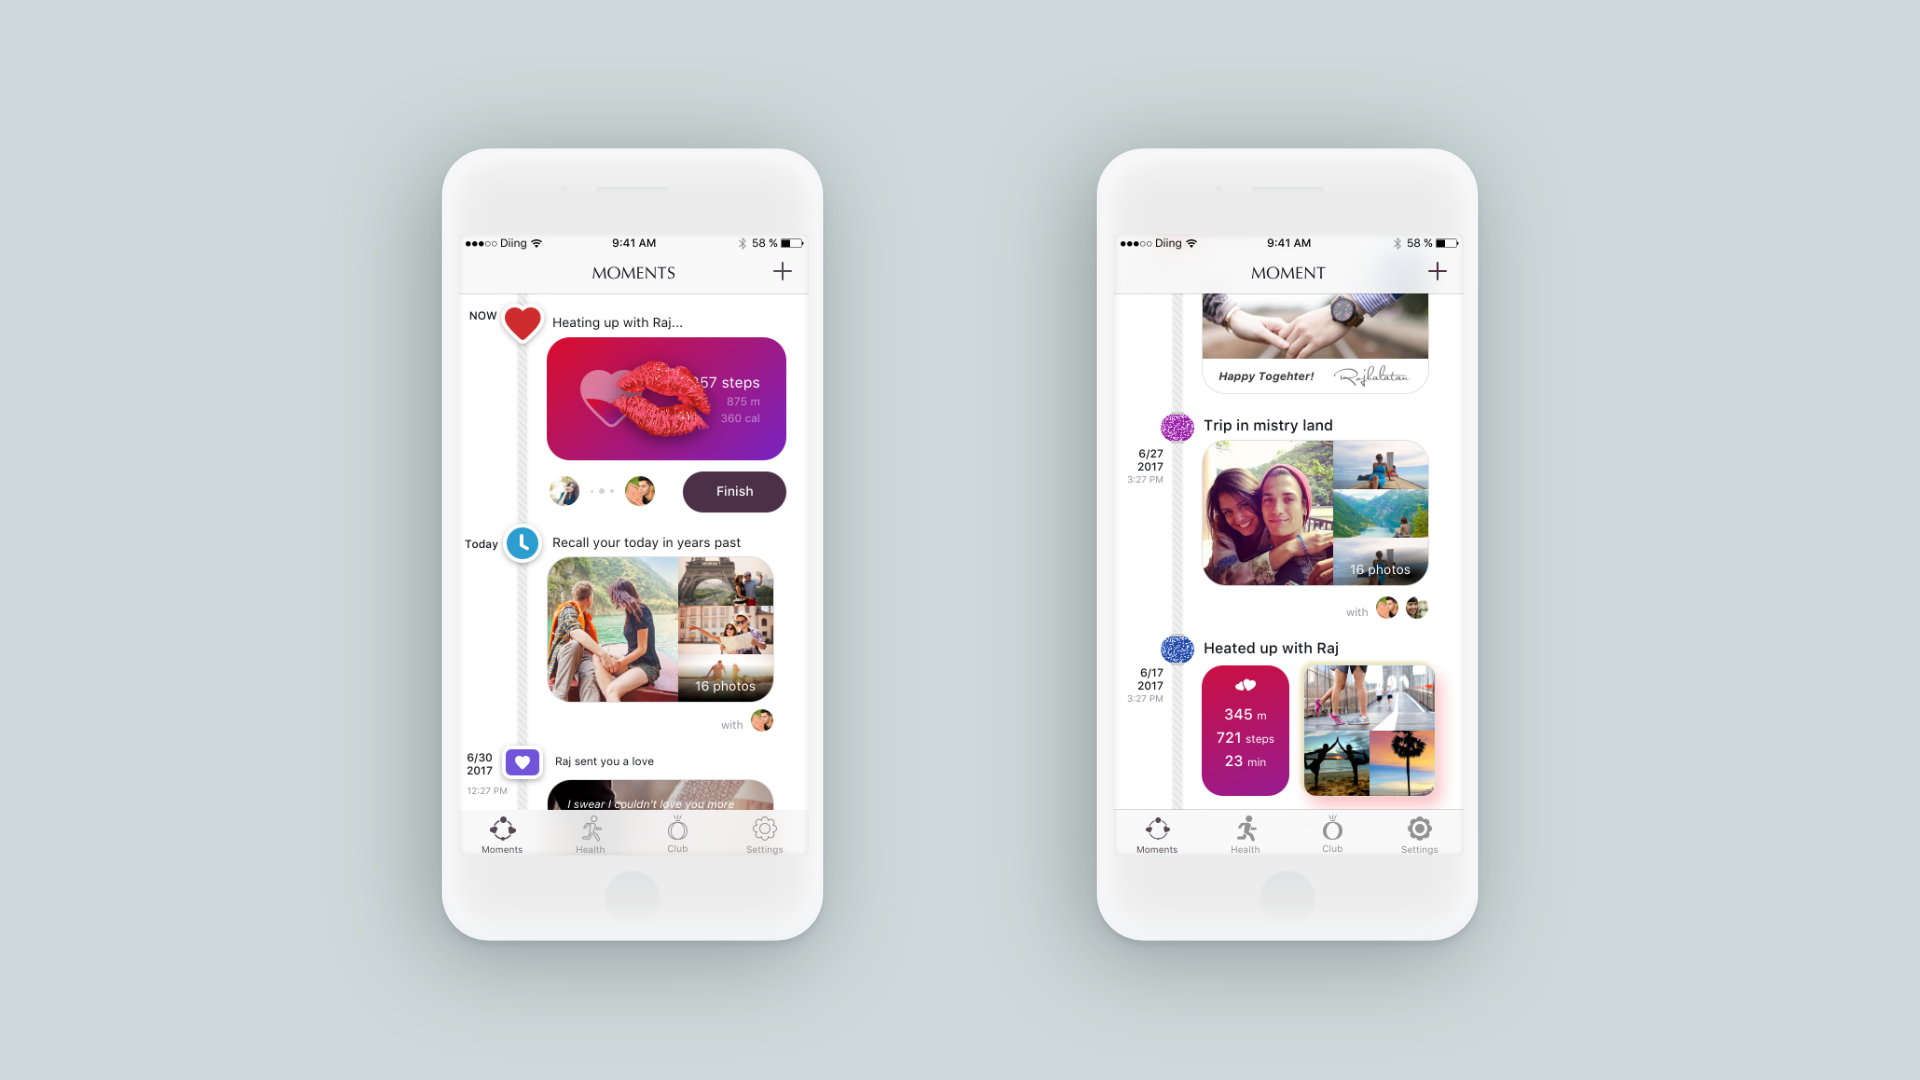 Diing
9:41 AM
58 %
MOMENTS
NOW
Heating up with Raj...
57 steps
875 m
360 cal
Finish
Today
Recall your today in years past
16 photos
with
6/30
2017
12:27 PM
Raj sent you a love
I swear I couldn't love you more
Moments
Health
Club
Settings
Diing
9:41 AM
58 %
MOMENT
Happy Togehter!
Trip in mistry land
6/27
2017
3:27 PM
16 photos
with
Heated up with Raj
6/17
2017
3:27 PM
345 m
721 steps
23 min
Moments
Health
Club
Settings